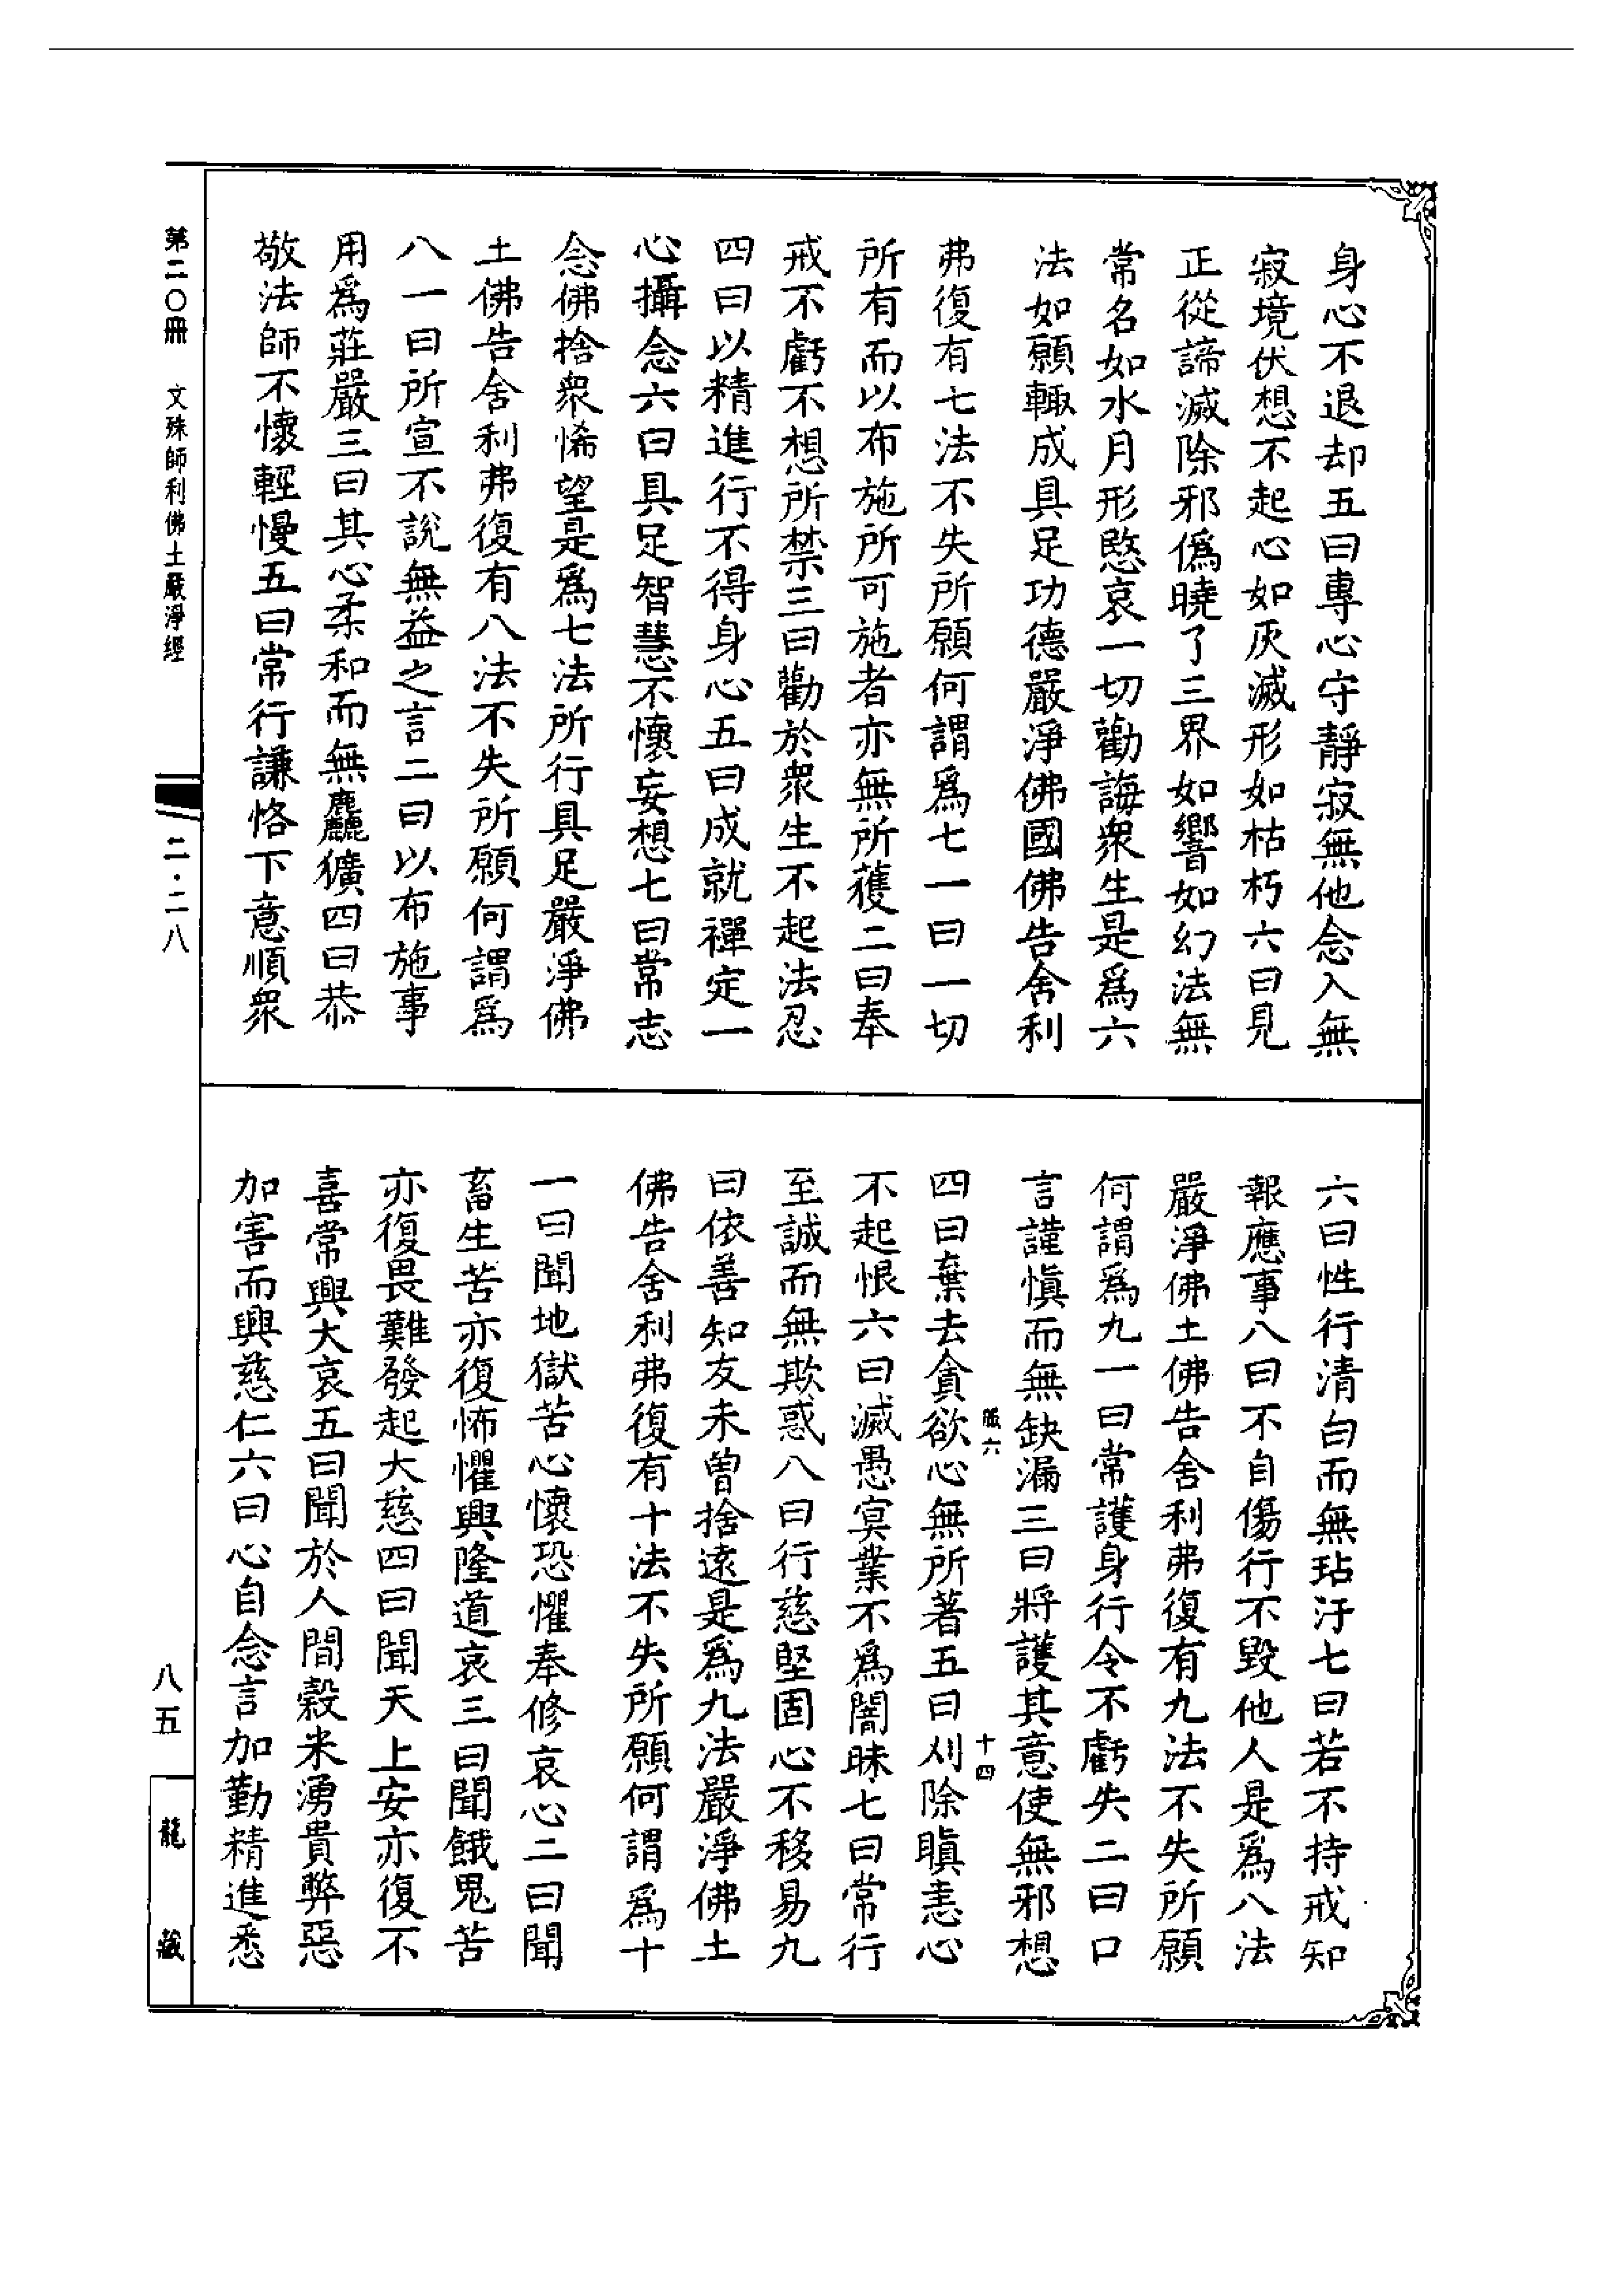 身心不退却五曰專心守靜寂無他念入無
寂境伏想不起心如灰滅形如枯朽六曰見
正從諦滅除邪僞曉了三界如響如幻法無
常名如水月形愍哀一切勸誨衆生是爲六
法如願輙成具足功德嚴淨佛國佛告舍利
弗復有七法不失所願何謂爲七一曰一切
所有而以布施所可施者亦無所獲二曰奉
戒不虧不想所禁三曰勸於衆生不起法忍
四曰以精進行不得身心五曰成就禪定一
心攝念六曰具足智慧不懷妄想七曰常志
念佛捨衆悕望是爲七法所行具足嚴淨佛
土佛告舍利弗復有八法不失所願何謂爲
八一曰所宣不說無益之言二曰以布施事
用爲莊嚴三曰其心柔和而無麤獷四曰恭
敬法師不懷輕慢五曰常行謙恪下意順衆
六曰性行清白而無玷汙七曰若不持戒知
報應事八曰不自傷行不毀他人是爲八法
嚴淨佛土佛告舍利弗復有九法不失所願
何謂爲九一曰常護身行令不虧失二曰口
言謹愼而無缺漏三曰將護其意使無邪想
四曰棄去貪欲心無所著五曰刈除瞋恚心
不起恨六曰滅愚冥業不爲闇昧七曰常行
至誠而無欺惑八曰行慈堅固心不移易九
曰依善知友未曾捨遠是爲九法嚴淨佛土
佛告舍利弗復有十法不失所願何謂爲十
一曰聞地獄苦心懷恐懼奉修哀心二曰聞
畜生苦亦復怖懼興隆道哀三曰聞餓鬼苦
亦復畏難發起大慈四曰聞天上安亦復不
喜常興大哀五曰聞於人間穀米湧貴弊惡
加害而興慈仁六曰心自念言加勤精進悉
六
十四
第二〇冊 文殊師利佛土嚴淨經
二·二八
八五
龍藏